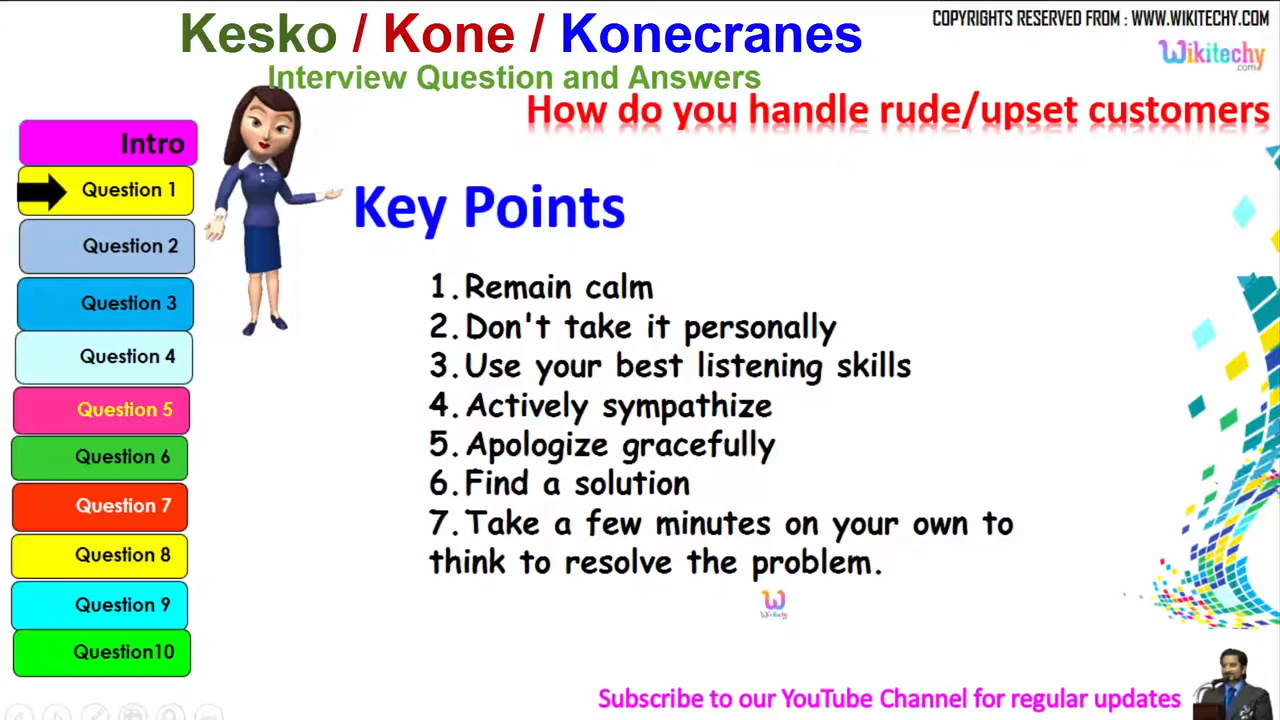 Kesko / Kone / Konecranes
COPYRIGHTS RESERVED FROM : WWW.WIKITECHY.COM
Wikitechy
.com
Interview Question and Answers
How do you handle rude/upset customers
Intro
Question 1
Question 2
Question 3
Question 4
Question 5
Question 6
Question 7
Question 8
Question 9
Question10
Key Points
1. Remain calm
2. Don't take it personally
3. Use your best listening skills
4. Actively sympathize
5. Apologize gracefully
6. Find a solution
7. Take a few minutes on your own to
think to resolve the problem.
Wikitechy
Subscribe to our YouTube Channel for regular updates